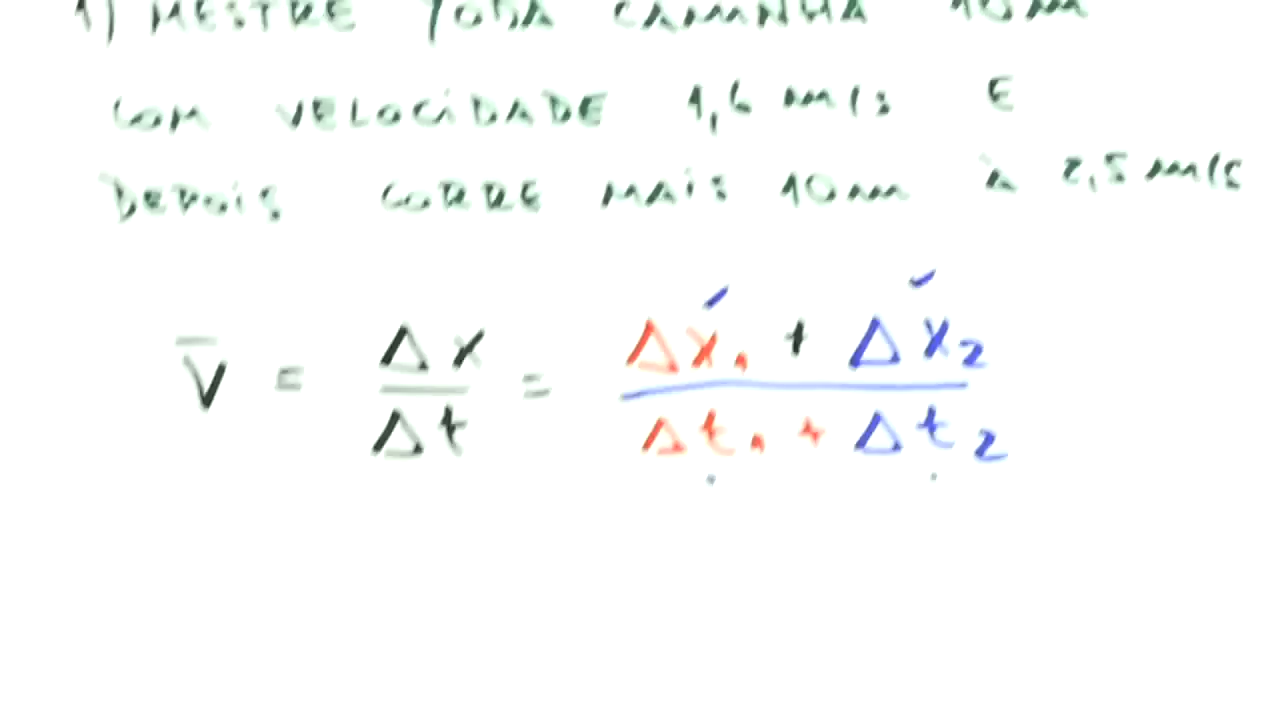 1) MESTRE YODA CAMINHA 10m
COM VELOCIDADE 1,6 m/s E
DEPOIS CORRE MAIS 10m à 2,5 m/s
V̅ = Δx/Δt = (Δx₁ + Δx₂)/(Δt₁ + Δt₂)